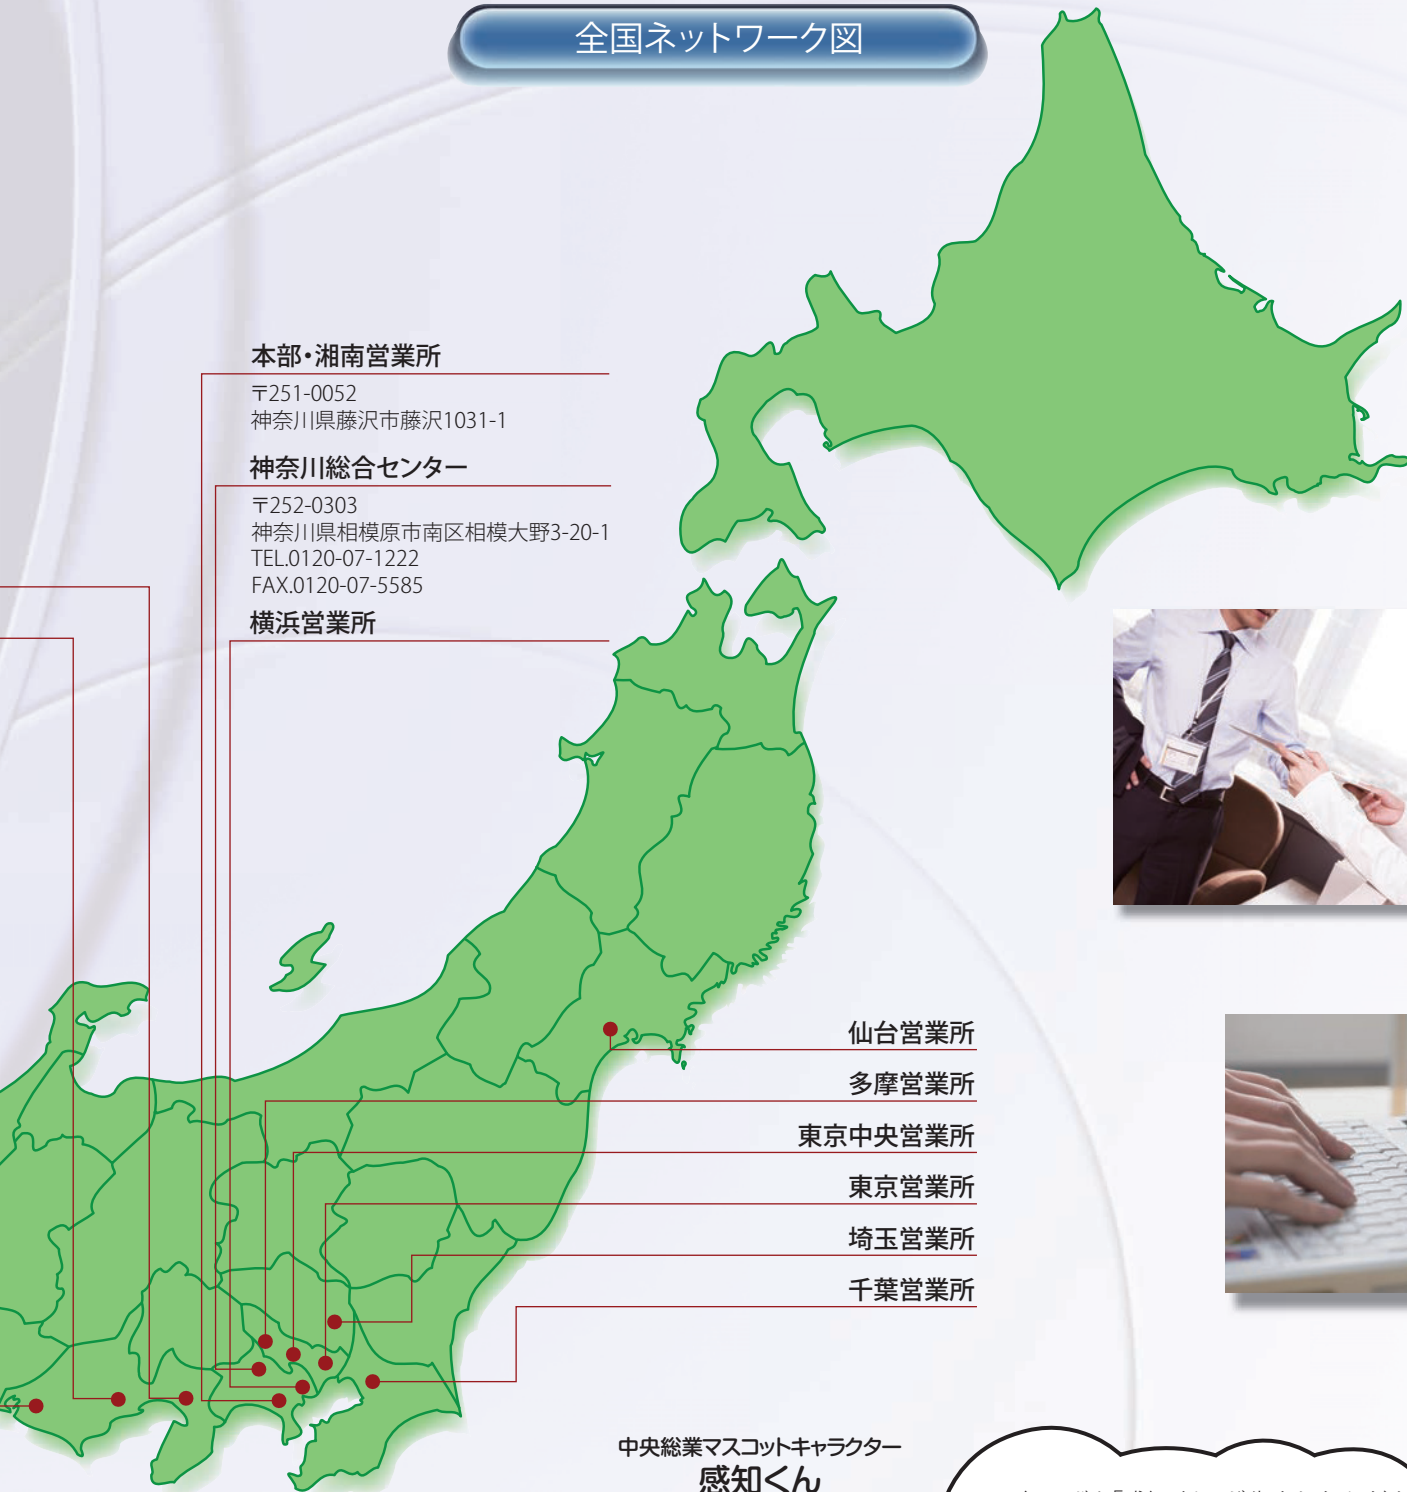 全国ネットワーク図
本部・湘南営業所
〒251-0052
神奈川県藤沢市藤沢1031-1
神奈川総合センター
〒252-0303
神奈川県相模原市南区相模大野3-20-1
TEL.0120-07-1222
FAX.0120-07-5585
横浜営業所
仙台営業所
多摩営業所
東京中央営業所
東京営業所
埼玉営業所
千葉営業所
中央総業マスコットキャラクター
感知くん